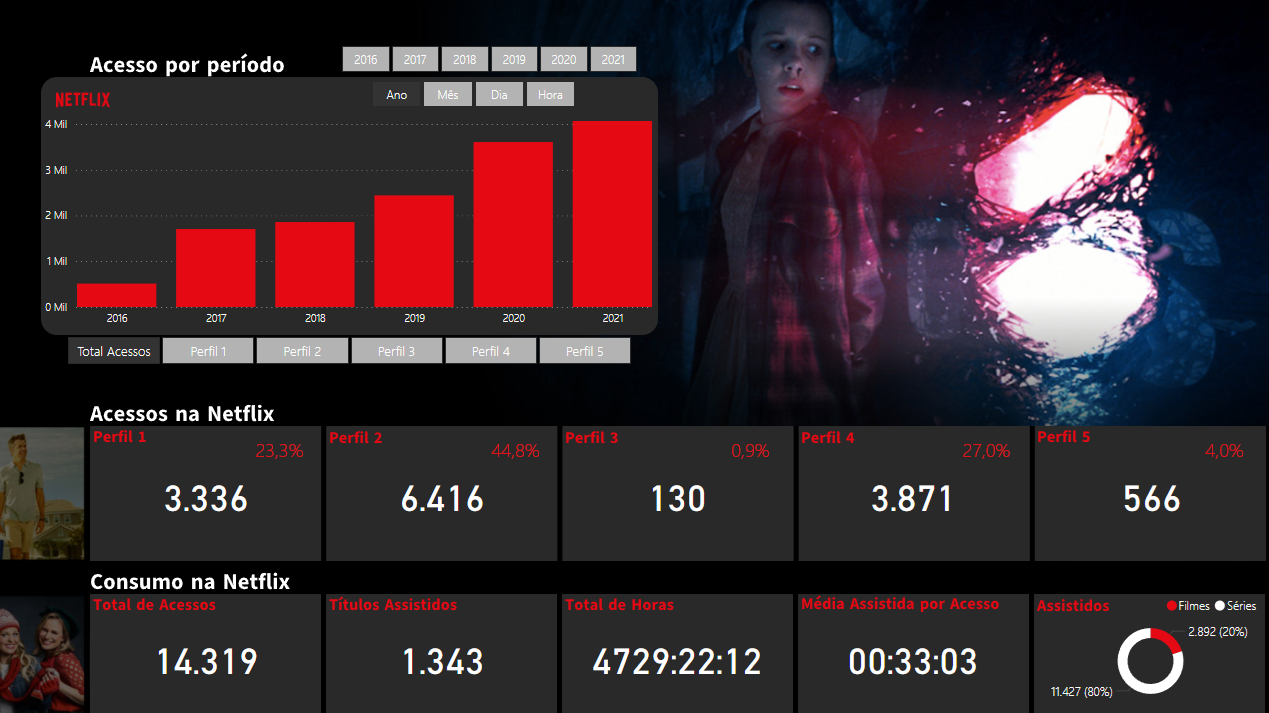 Acesso por período
2016 2017 2018 2019 2020 2021
NETFLIX
Ano Mês Dia Hora
4 Mil
3 Mil
2 Mil
1 Mil
0 Mil
2016 2017 2018 2019 2020 2021
Total Acessos Perfil 1 Perfil 2 Perfil 3 Perfil 4 Perfil 5
Acessos na Netflix
Perfil 1
23,3%
3.336
Perfil 2
44,8%
6.416
Perfil 3
0,9%
130
Perfil 4
27,0%
3.871
Perfil 5
4,0%
566
Consumo na Netflix
Total de Acessos
14.319
Títulos Assistidos
1.343
Total de Horas
4729:22:12
Média Assistida por Acesso
00:33:03
Assistidos
Filmes Séries
2.892 (20%)
11.427 (80%)